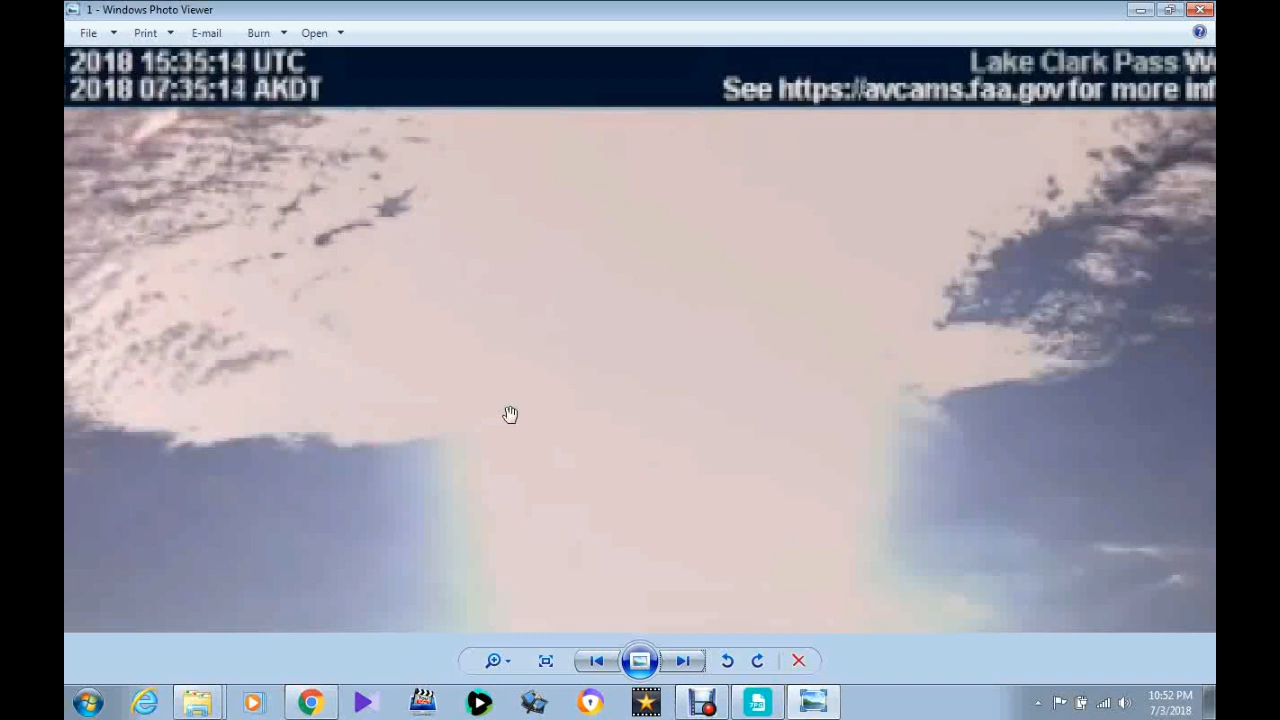 1 - Windows Photo Viewer
File Print E-mail Burn Open
2018 15:35:14 UTC
Lake Clark Pass
2018 07:35:14 AKDT
See https://avcams.faa.gov for more
10:52 PM
7/3/2018